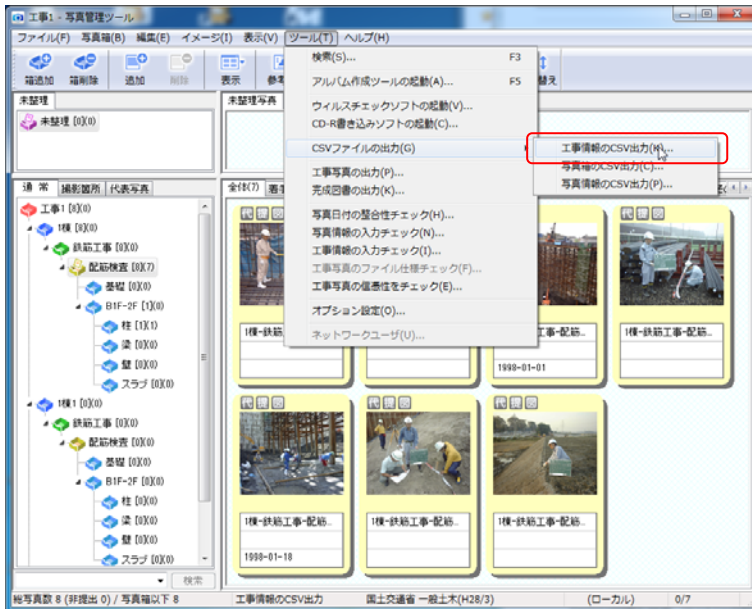 工事1 - 写真管理ツール
ファイル(F) 写真箱(B) 編集(E) イメージ(I) 表示(V) ツール(T) ヘルプ(H)
箱追加 箱削除 追加 削除 表示
検索(S)... F3
アルバム作成ツールの起動(A)... F5
ウィルスチェックソフトの起動(V)...
CD-R書き込みソフトの起動(C)...
CSVファイルの出力(G)
工事写真の出力(P)...
完成図書の出力(K)...
写真日付の整合性チェック(H)...
写真情報の入力チェック(N)...
工事情報の入力チェック(I)...
工事写真のファイル仕様チェック(F)...
工事写真の信憑性をチェック(E)...
オプション設定(O)...
ネットワークユーザ(U)...
工事情報のCSV出力(K)...
写真箱のCSV出力(C)...
写真情報のCSV出力(P)...
未整理
未整理 [0](0)
未整理写真
通 常 撮影箇所 代表写真
工事1 [0](0)
1棟 [0](0)
鉄筋工事 [0](0)
配筋検査 [0](7)
基礎 [0](0)
B1F-2F [1](0)
柱 [1](1)
梁 [0](0)
壁 [0](0)
スラブ [0](0)
1棟1 [0](0)
鉄筋工事 [0](0)
配筋検査 [0](0)
基礎 [0](0)
B1F-2F [0](0)
柱 [0](0)
梁 [0](0)
壁 [0](0)
スラブ [0](0)
検索
全体(7)
代 提 図
代 提 図
1棟-鉄筋工事-配筋...
1998-01-01
代 提 図
代 提 図
代 提 図
1棟-鉄筋工事-配筋...
1棟-鉄筋工事-配筋...
1棟-鉄筋工事-配筋...
1998-01-18
総写真数 8 (非提出 0) / 写真箱以下 8 工事情報のCSV出力 国土交通省 一般土木(H28/3) (ローカル) 0/7